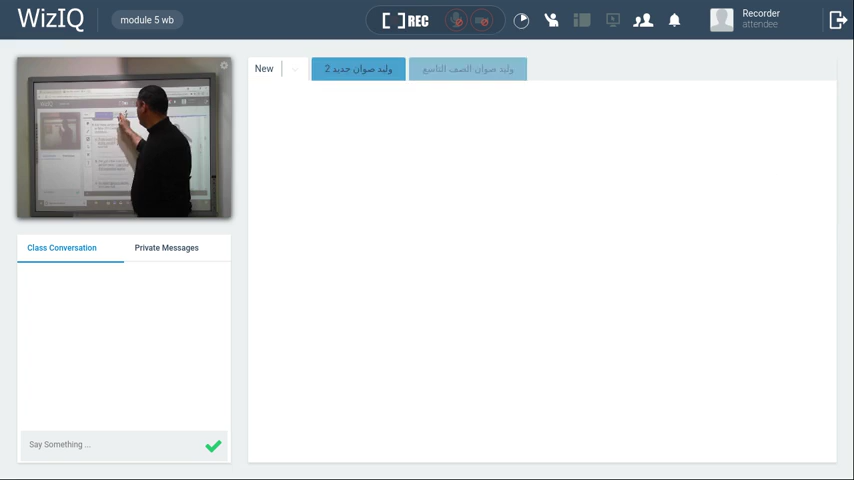 WizIQ
module 5 wb
[ ] REC
Recorder
attendee
New
وليد صوان جديد 2
وليد صوان الصف التاسع
Class Conversation
Private Messages
Say Something ...